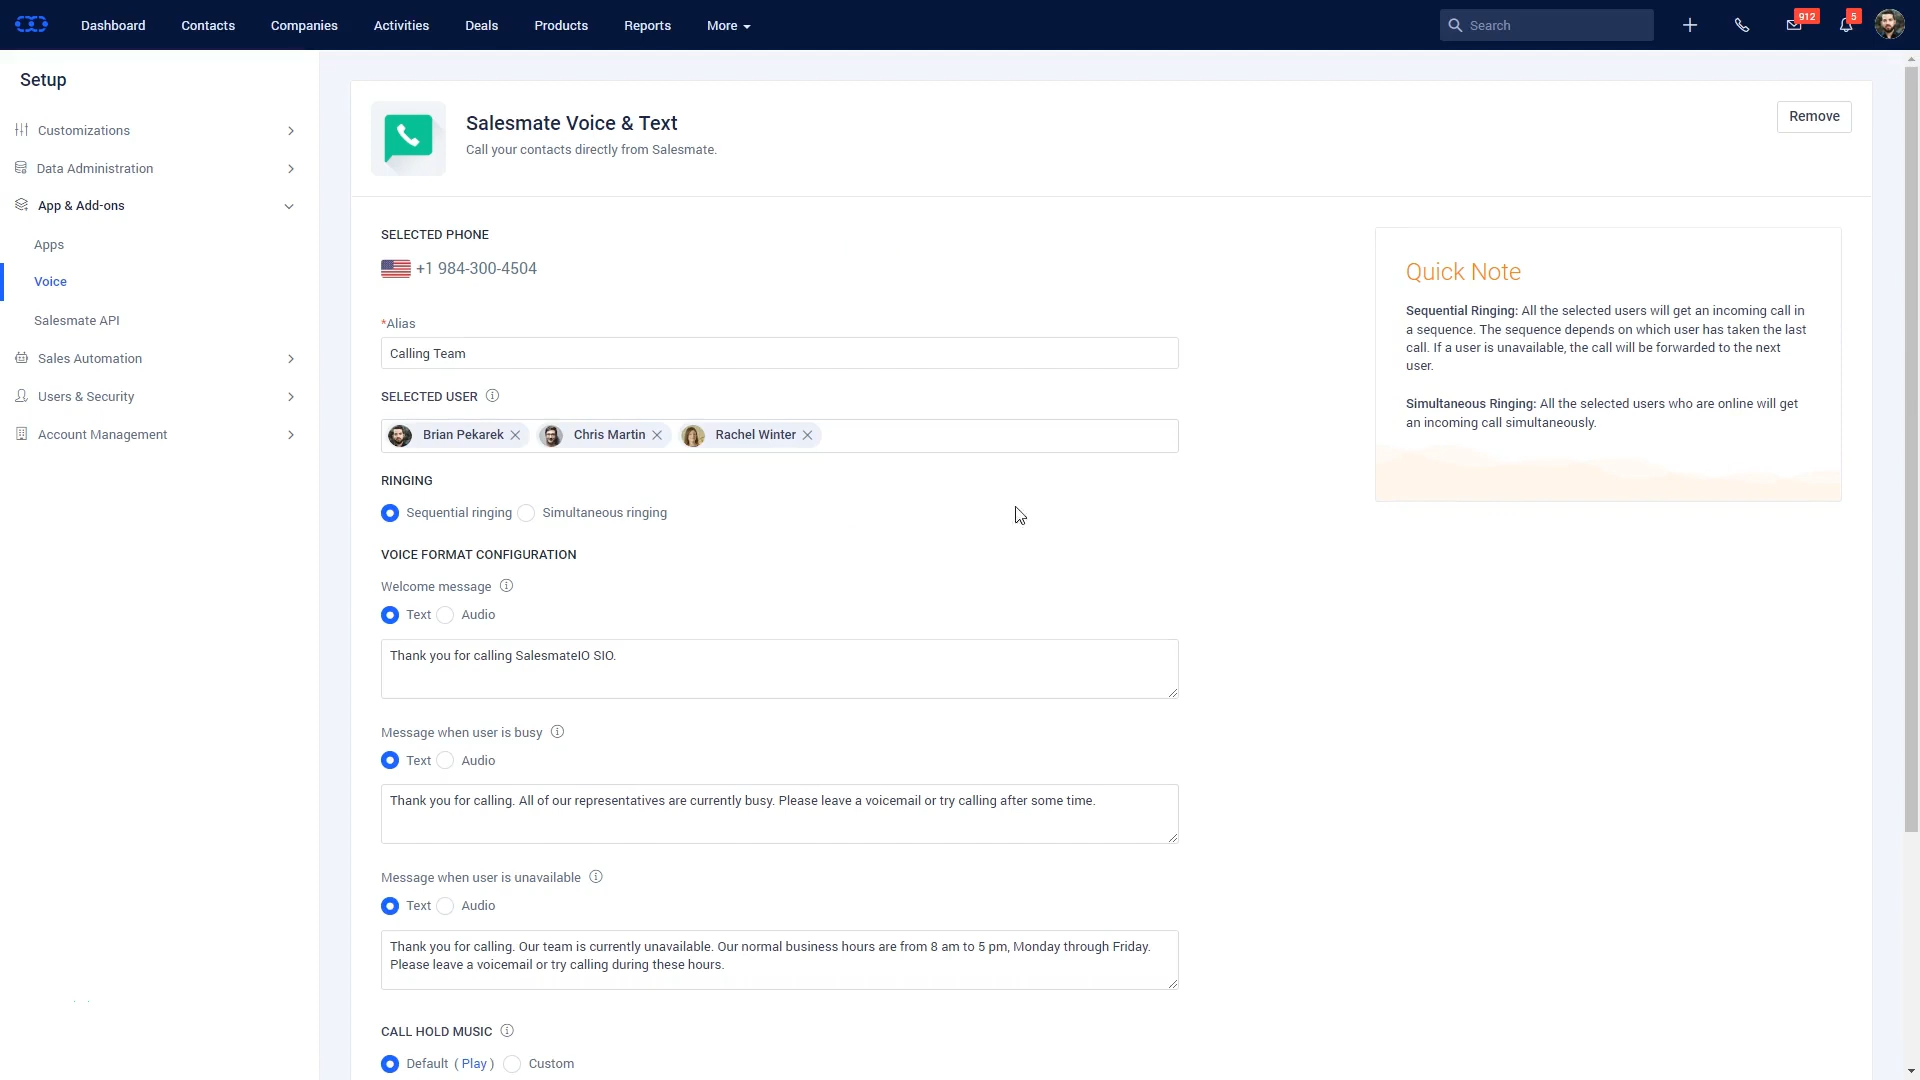 Dashboard Contacts Companies Activities Deals Products Reports More Search 912 5
Setup
Customizations
Data Administration
App & Add-ons
Apps
Voice
Salesmate API
Sales Automation
Users & Security
Account Management
Salesmate Voice & Text
Call your contacts directly from Salesmate.
Remove
SELECTED PHONE
+1 984-300-4504
*Alias
Calling Team
SELECTED USER
Brian Pekarek Chris Martin Rachel Winter
RINGING
Sequential ringing Simultaneous ringing
VOICE FORMAT CONFIGURATION
Welcome message
Text Audio
Thank you for calling SalesmateIO SIO.
Message when user is busy
Text Audio
Thank you for calling. All of our representatives are currently busy. Please leave a voicemail or try calling after some time.
Message when user is unavailable
Text Audio
Thank you for calling. Our team is currently unavailable. Our normal business hours are from 8 am to 5 pm, Monday through Friday.
Please leave a voicemail or try calling during these hours.
CALL HOLD MUSIC
Default ( Play ) Custom
Quick Note
Sequential Ringing: All the selected users will get an incoming call in
a sequence. The sequence depends on which user has taken the last
call. If a user is unavailable, the call will be forwarded to the next
user.
Simultaneous Ringing: All the selected users who are online will get
an incoming call simultaneously.